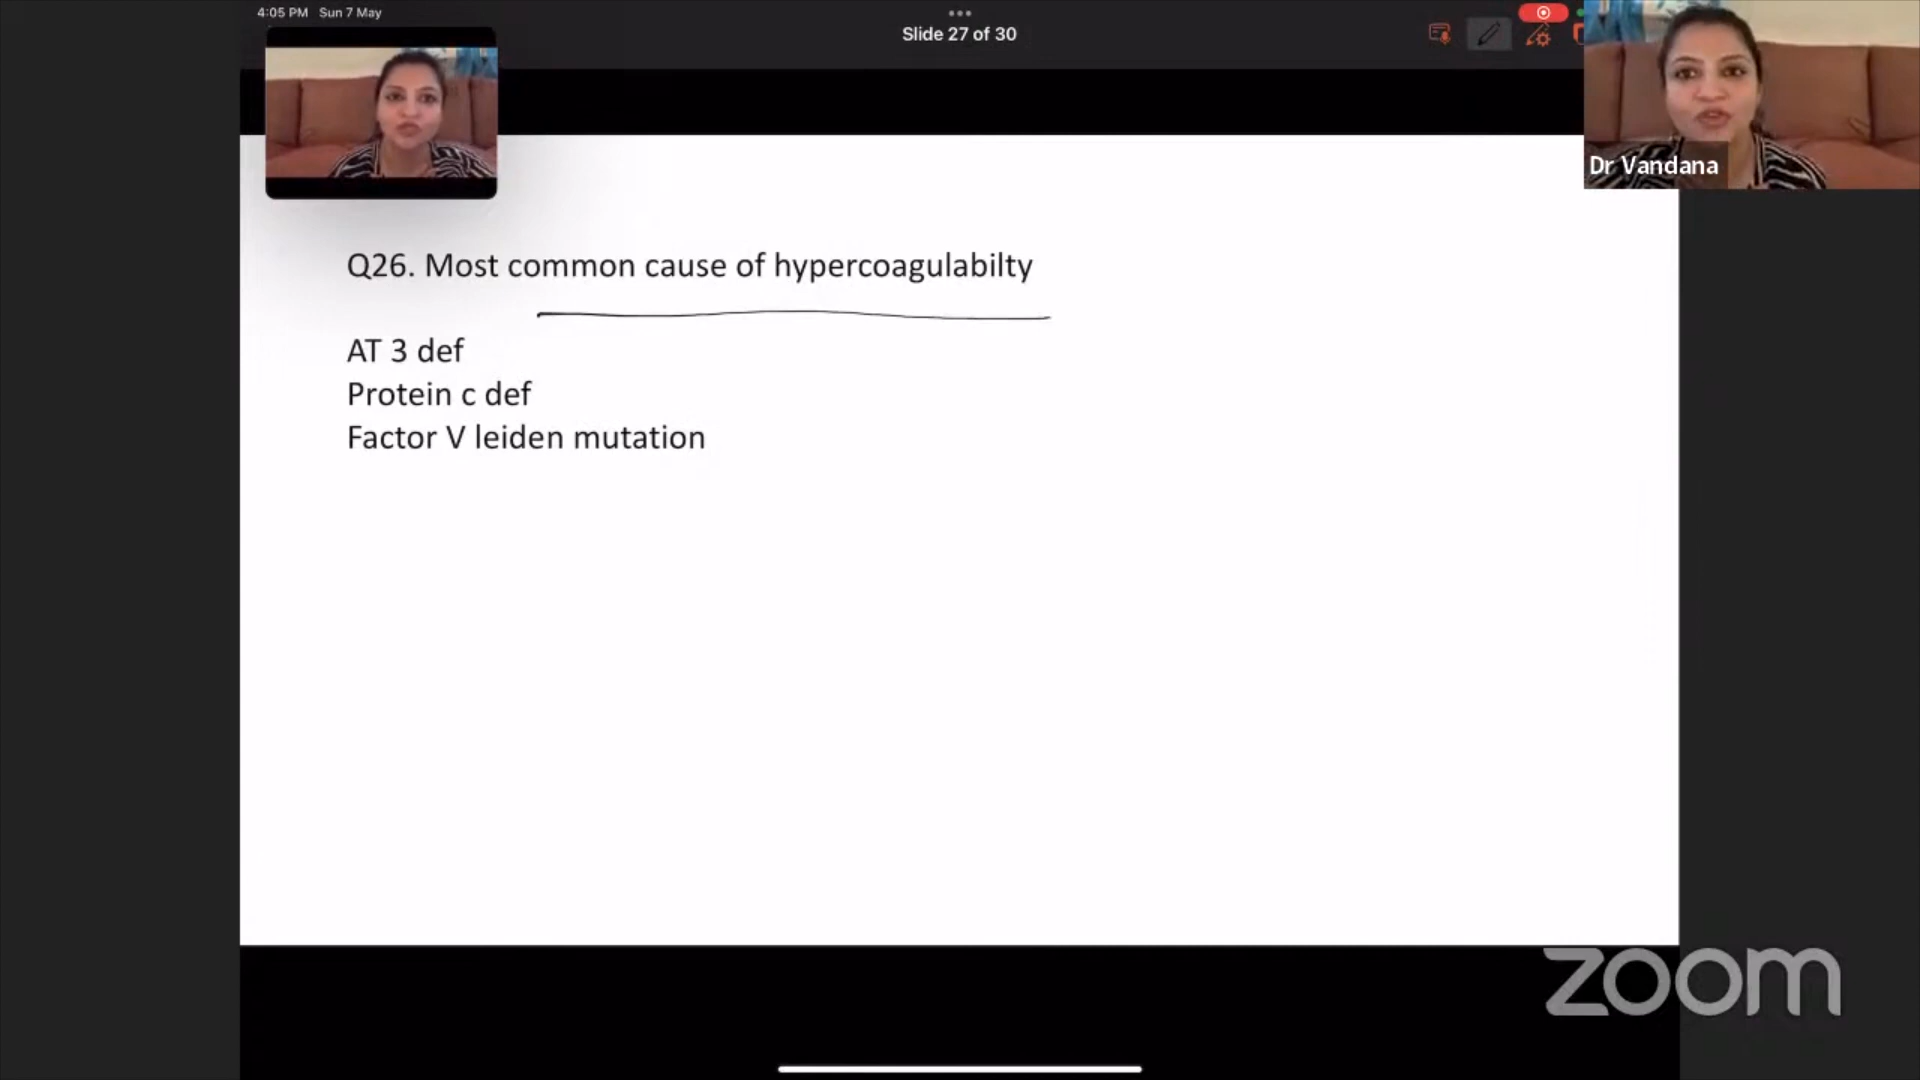 4:05 PM Sun 7 May
Slide 27 of 30
Dr Vandana
Q26. Most common cause of hypercoagulabilty
AT 3 def
Protein c def
Factor V leiden mutation
zoom